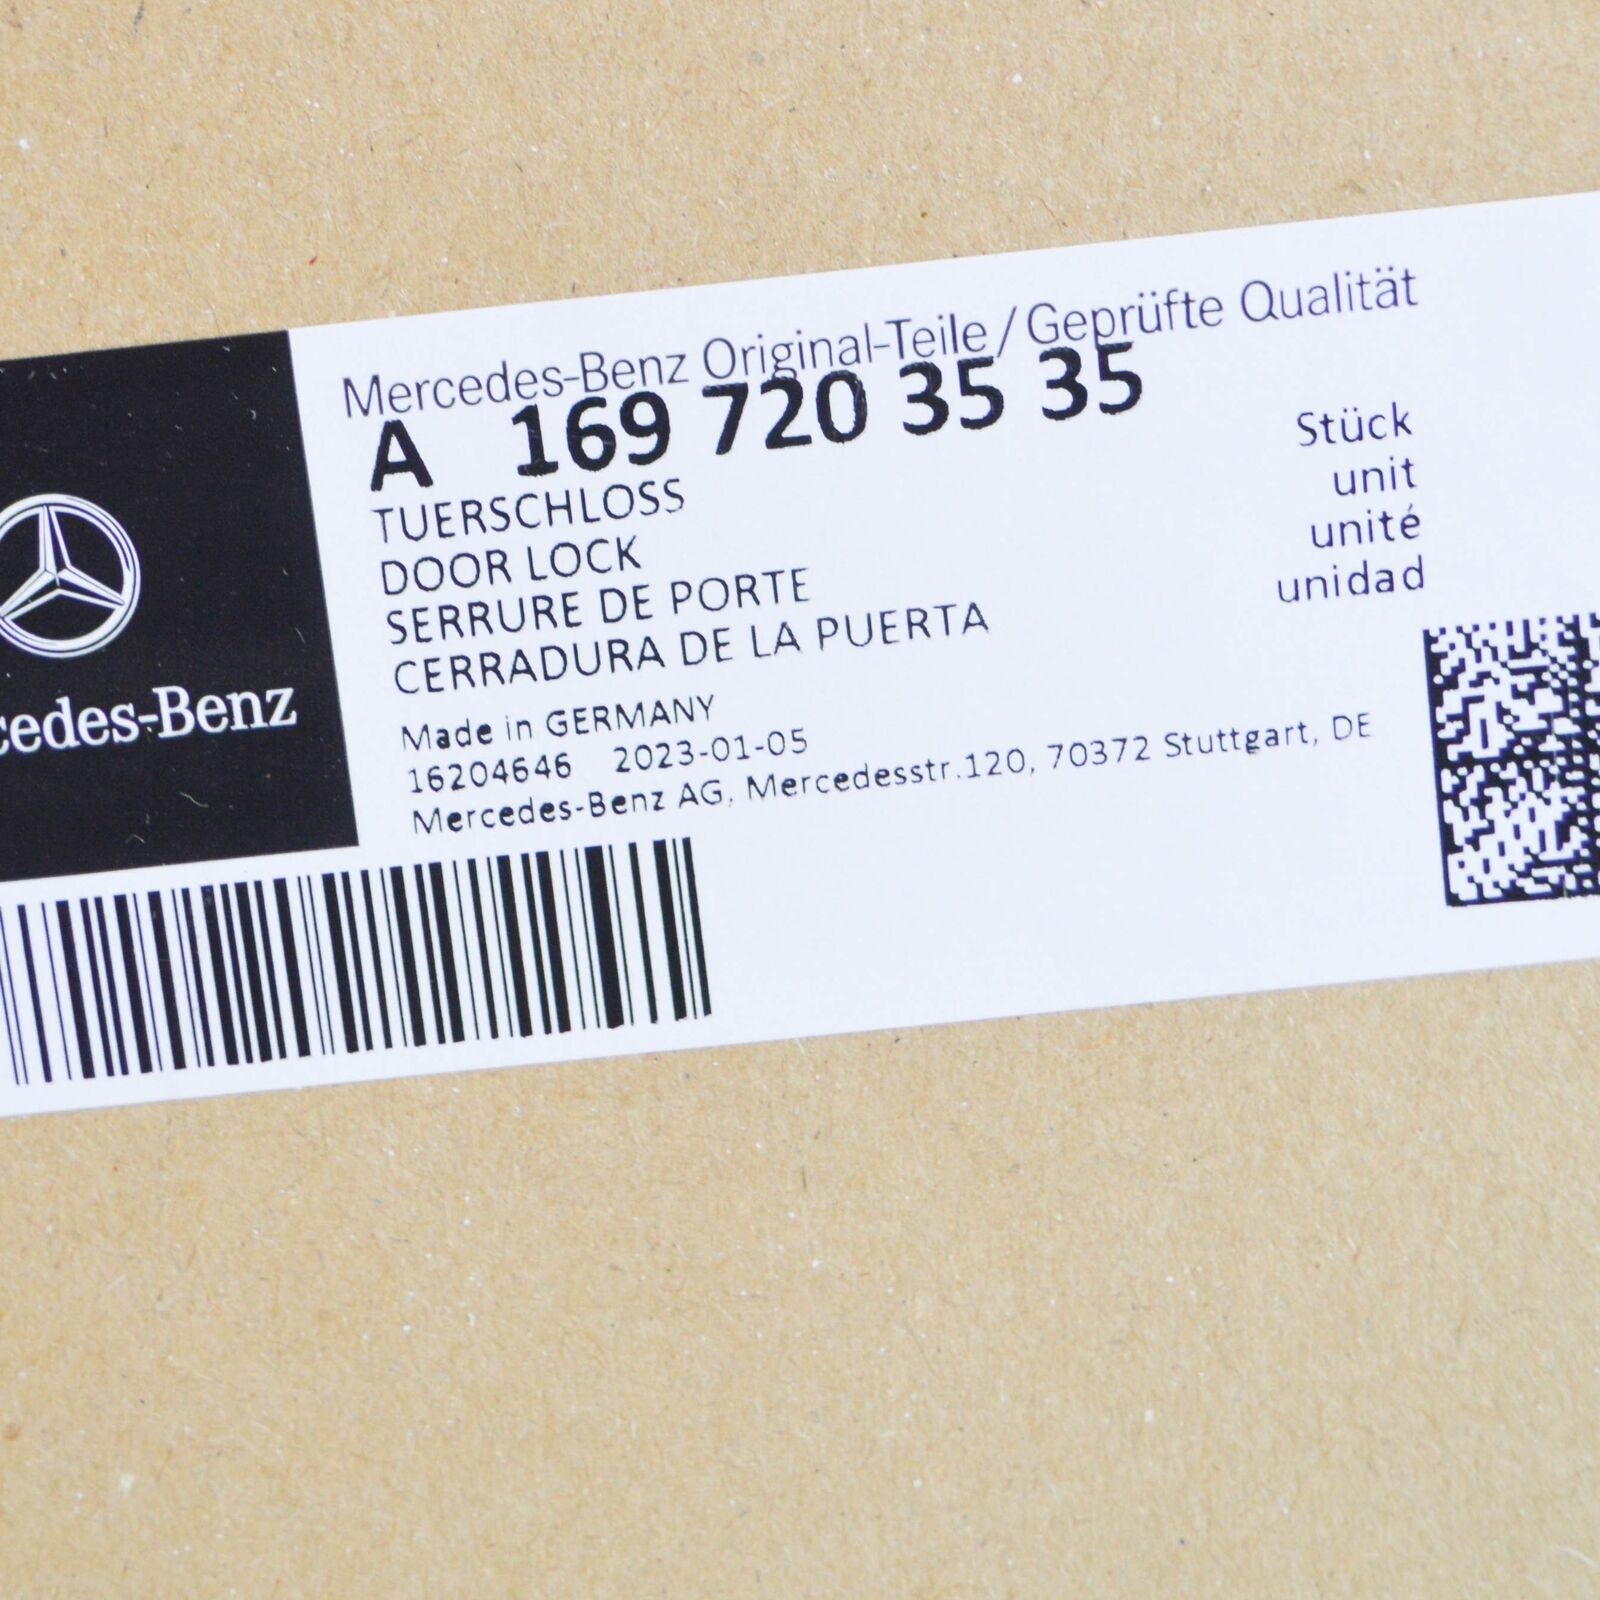 Mercedes-Benz Original-Teile / Geprüfte Qualität
A 169 720 35 35
TUERSCHLOSS
DOOR LOCK
SERRURE DE PORTE
CERRADURA DE LA PUERTA
Stück
unit
unité
unidad
Made in GERMANY
16204646 2023-01-05
Mercedes-Benz AG, Mercedesstr.120, 70372 Stuttgart, DE
cedes-Benz